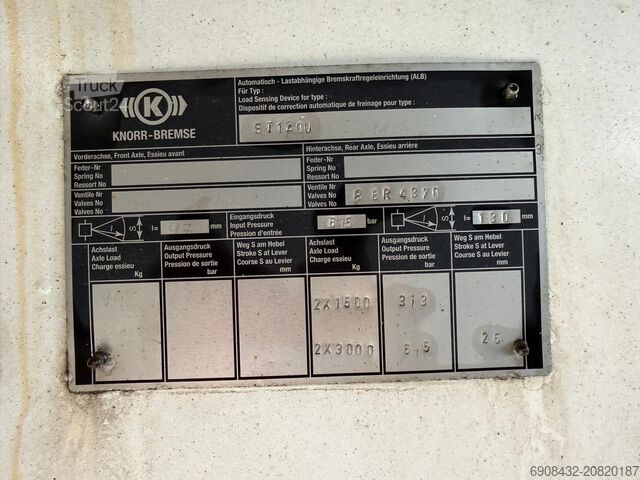 Truck
Scout24
K
KNORR-BREMSE
Automatisch - Lastabhängige Bremskraftregeleinrichtung (ALB)
Für Typ:
Load Sensing Device for type:
Dispositif de correction automatique de freinage pour type:
ST140U
Vorderachse, Front Axle, Essieu avant
Hinterachse, Rear Axle, Essieu arrière
Feder-Nr
Spring No
Ressort No
Feder-Nr
Spring No
Ressort No
Ventile Nr
Valves No
Valves No
Ventile Nr
Valves No
Valves No
B BR 4370
S
l=
mm
Eingangsdruck
Input Pressure
Pression d'entrée
6,5 bar
S
l= 130 mm
Achslast
Axle Load
Charge essieu
Kg
Ausgangsdruck
Output Pressure
Pression de sortie
bar
Weg S am Hebel
Stroke S at Lever
Course S au Levier
mm
Achslast
Axle Load
Charge essieu
Kg
Ausgangsdruck
Output Pressure
Pression de sortie
bar
Weg S am Hebel
Stroke S at Lever
Course S au Levier
mm
2X1500 3,3
2X3000 6,5 25
6908432-20820187